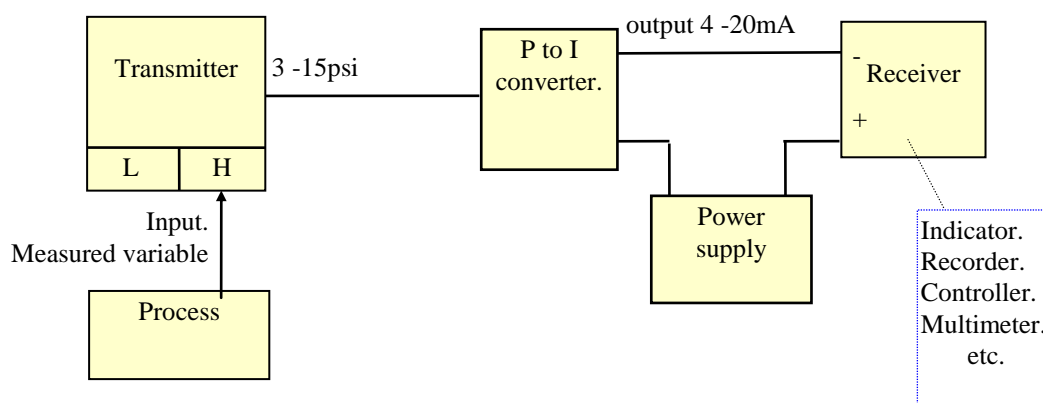 output 4 -20mA
Transmitter
3 -15psi
P to I
converter.
-
Receiver
+
L
H
Input.
Measured variable
Power
supply
Process
Indicator.
Recorder.
Controller.
Multimeter.
etc.